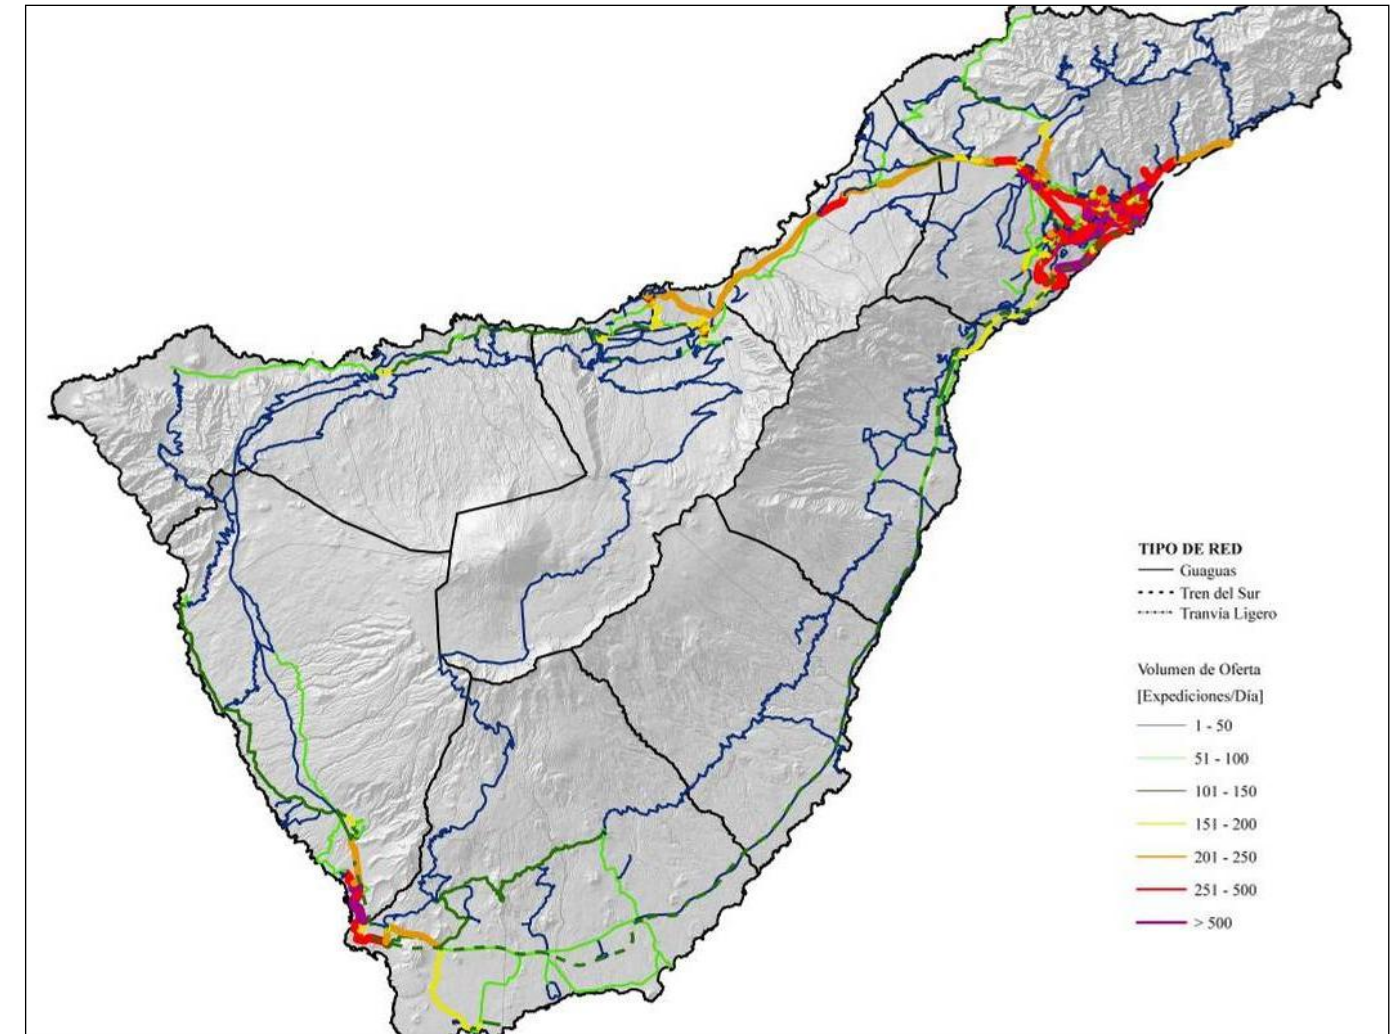 TIPO DE RED
Guaguas
Tren del Sur
Tranvía Ligero
Volumen de Oferta
[Expediciones/Día]
1 - 50
51 - 100
101 - 150
151 - 200
201 - 250
251 - 500
> 500